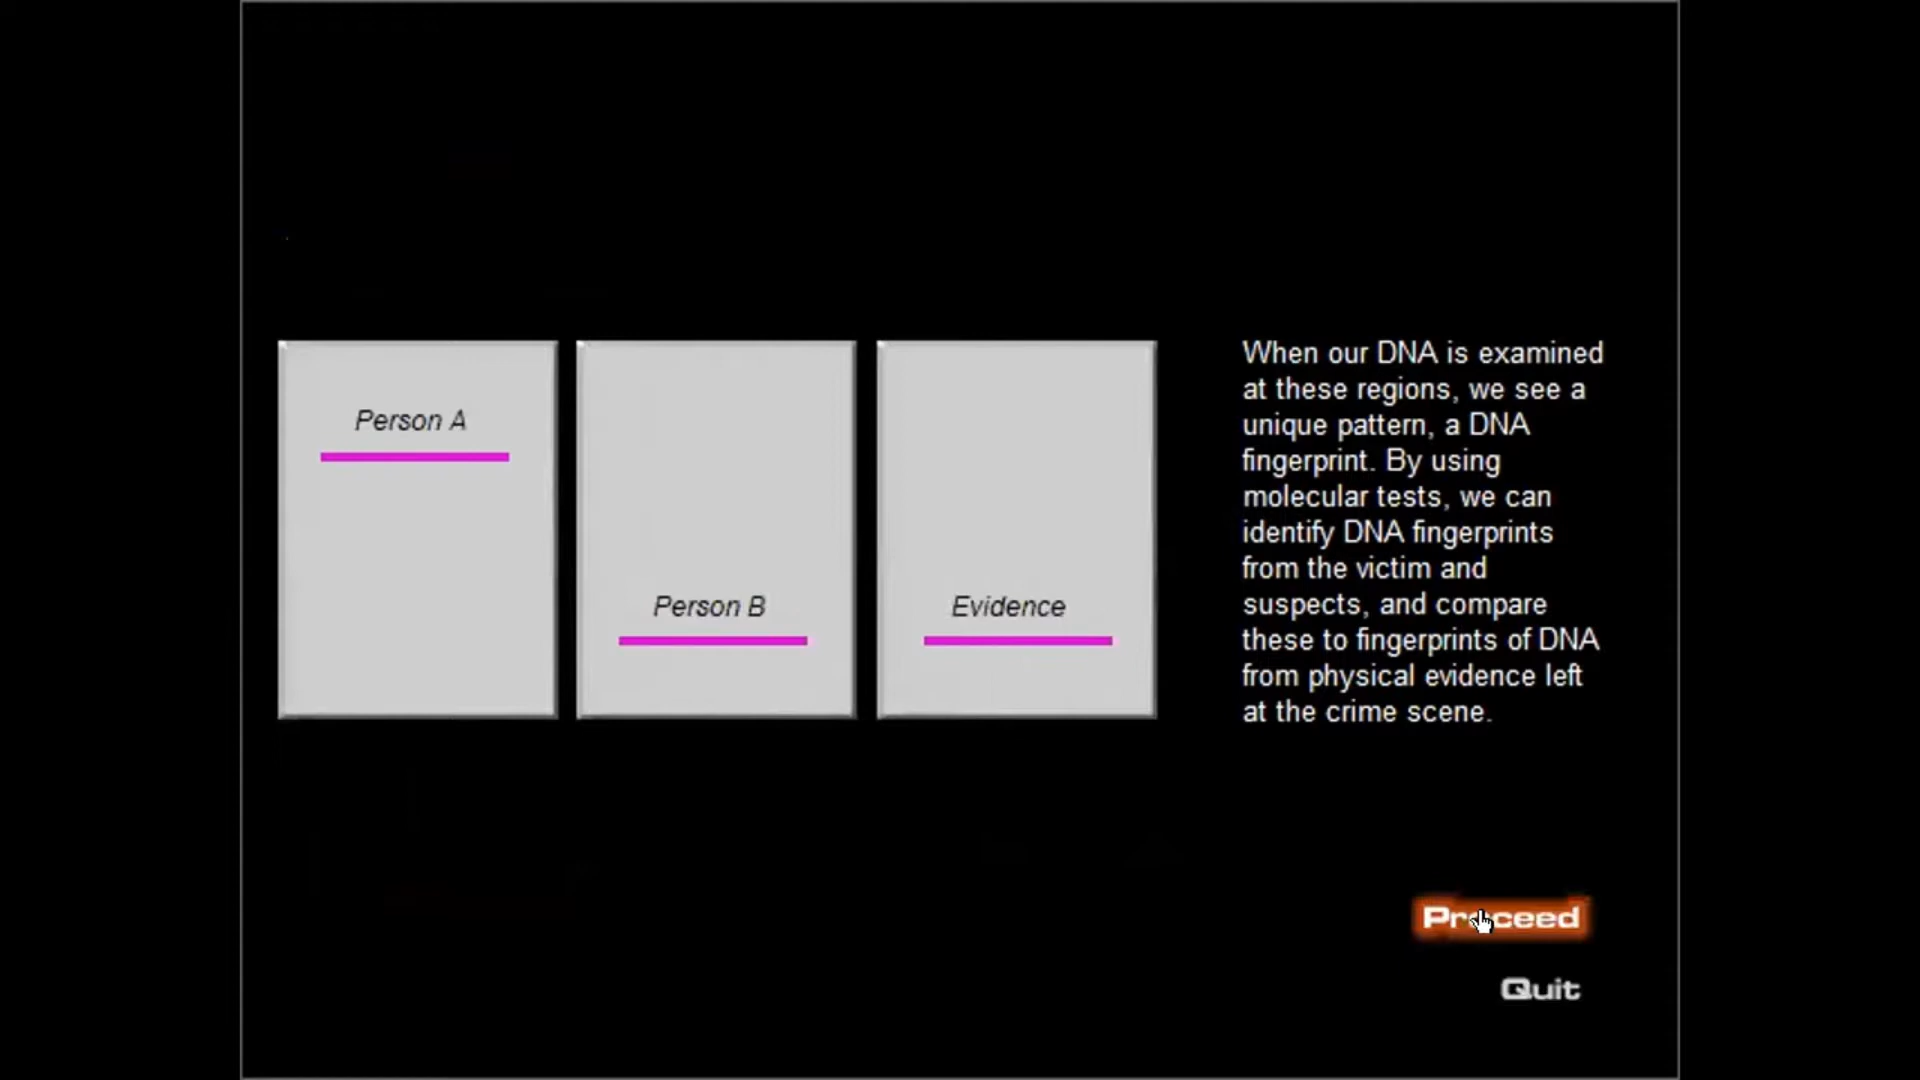 Person A
Person B
Evidence
When our DNA is examined
at these regions, we see a
unique pattern, a DNA
fingerprint. By using
molecular tests, we can
identify DNA fingerprints
from the victim and
suspects, and compare
these to fingerprints of DNA
from physical evidence left
at the crime scene.
Proceed
Quit